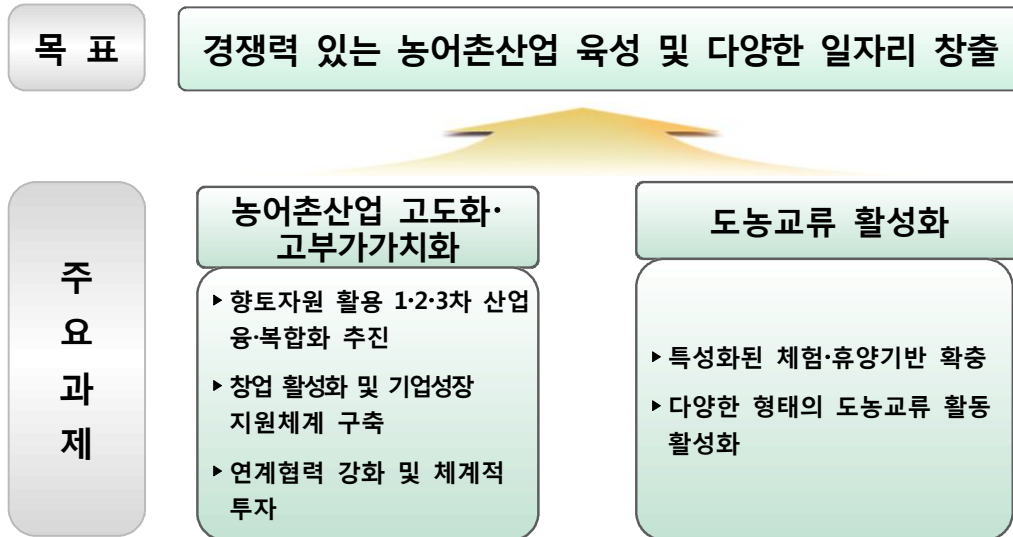 목 표
경쟁력 있는 농어촌산업 육성 및 다양한 일자리 창출
주
요
과
제
농어촌산업 고도화·
고부가가치화
▸ 향토자원 활용 1·2·3차 산업
융·복합화 추진
▸ 창업 활성화 및 기업성장
지원체계 구축
▸ 연계협력 강화 및 체계적
투자
도농교류 활성화
▸ 특성화된 체험·휴양기반 확충
▸ 다양한 형태의 도농교류 활동
활성화